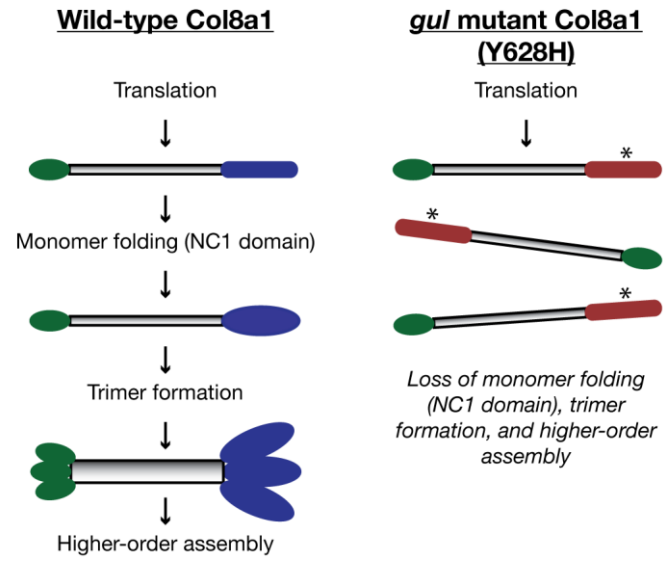 Wild-type Col8a1
Translation
Monomer folding (NC1 domain)
Trimer formation
Higher-order assembly
gul mutant Col8a1
(Y628H)
Translation
*
*
*
Loss of monomer folding
(NC1 domain), trimer
formation, and higher-order
assembly